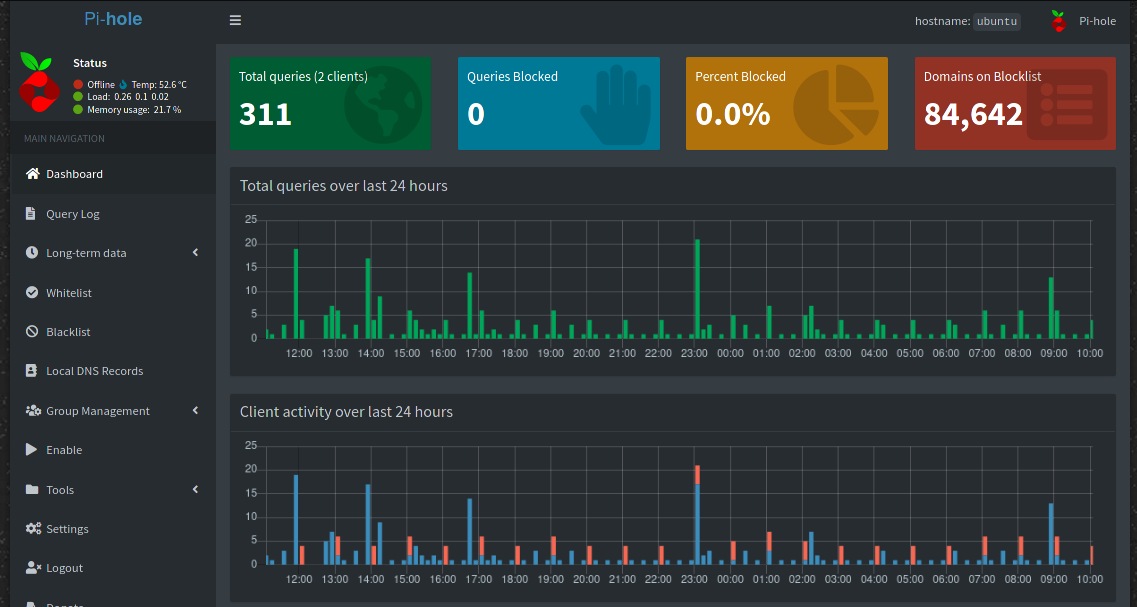 Pi-hole
hostname: ubuntu
Pi-hole
Status
Offline Temp: 52.6 °C
Load: 0.26 0.1 0.02
Memory usage: 21.7 %
MAIN NAVIGATION
Dashboard
Query Log
Long-term data
Whitelist
Blacklist
Local DNS Records
Group Management
Enable
Tools
Settings
Logout
Donate
Total queries (2 clients)
311
Queries Blocked
0
Percent Blocked
0.0%
Domains on Blocklist
84,642
Total queries over last 24 hours
25
20
15
10
5
0
12:00 13:00 14:00 15:00 16:00 17:00 18:00 19:00 20:00 21:00 22:00 23:00 00:00 01:00 02:00 03:00 04:00 05:00 06:00 07:00 08:00 09:00 10:00
Client activity over last 24 hours
25
20
15
10
5
0
12:00 13:00 14:00 15:00 16:00 17:00 18:00 19:00 20:00 21:00 22:00 23:00 00:00 01:00 02:00 03:00 04:00 05:00 06:00 07:00 08:00 09:00 10:00